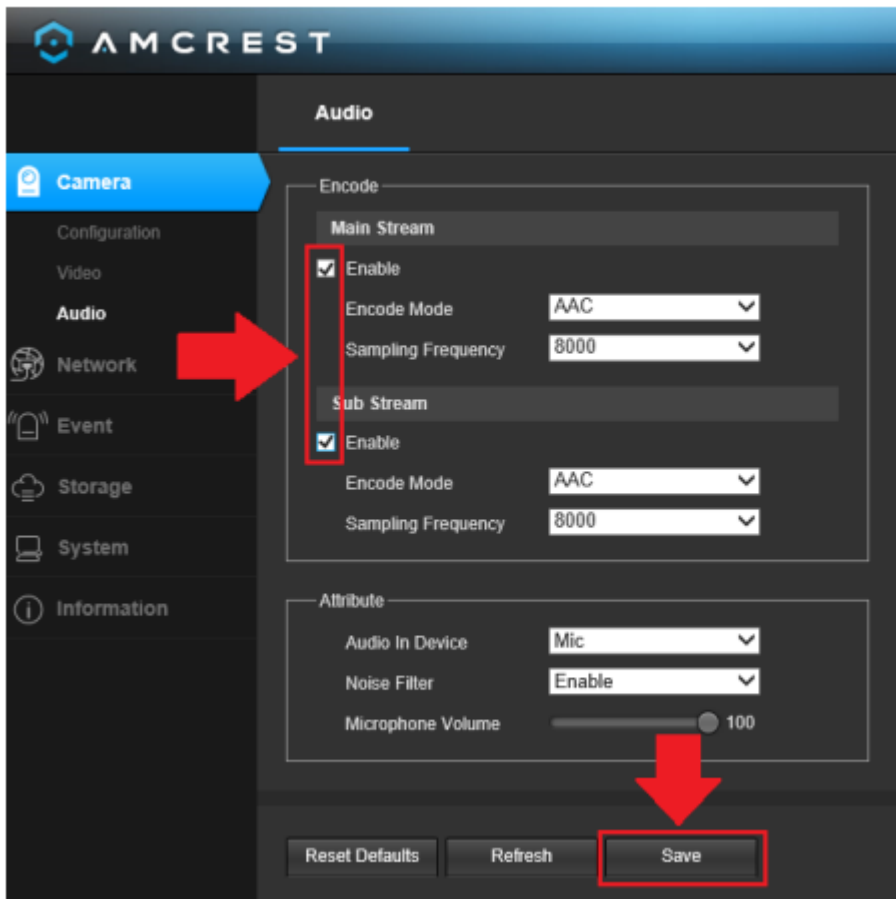 AMCREST
Audio
Camera
Configuration
Video
Audio
Network
Event
Storage
System
Information
Encode
Main Stream
Enable
Encode Mode AAC
Sampling Frequency 8000
Sub Stream
Enable
Encode Mode AAC
Sampling Frequency 8000
Attribute
Audio In Device Mic
Noise Filter Enable
Microphone Volume 100
Reset Defaults Refresh Save